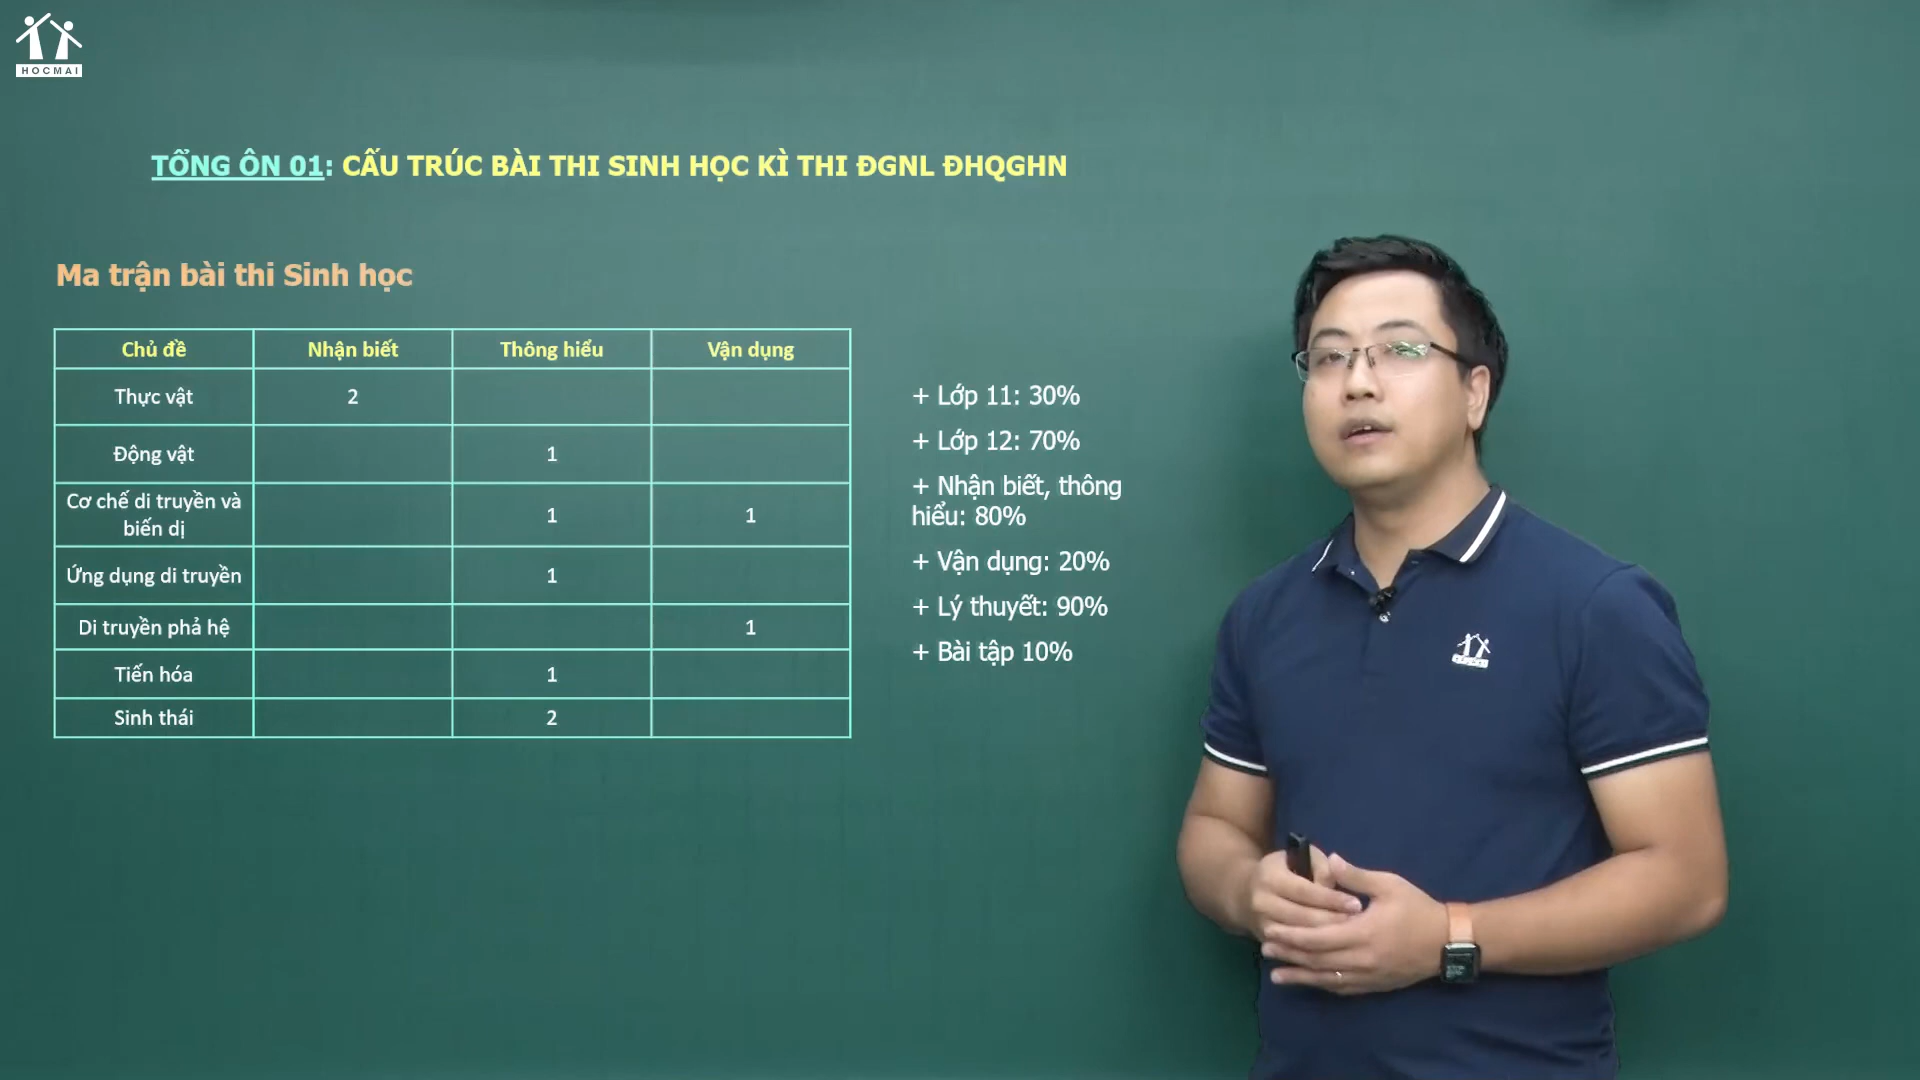 HOCMAI
TỔNG ÔN 01: CẤU TRÚC BÀI THI SINH HỌC KÌ THI ĐGNL ĐHQGHN
Ma trận bài thi Sinh học
Chủ đề Nhận biết Thông hiểu Vận dụng
Thực vật 2
Động vật 1
Cơ chế di truyền và
biến dị 1 1
Ứng dụng di truyền 1
Di truyền phả hệ 1
Tiến hóa 1
Sinh thái 2
+ Lớp 11: 30%
+ Lớp 12: 70%
+ Nhận biết, thông
hiểu: 80%
+ Vận dụng: 20%
+ Lý thuyết: 90%
+ Bài tập 10%